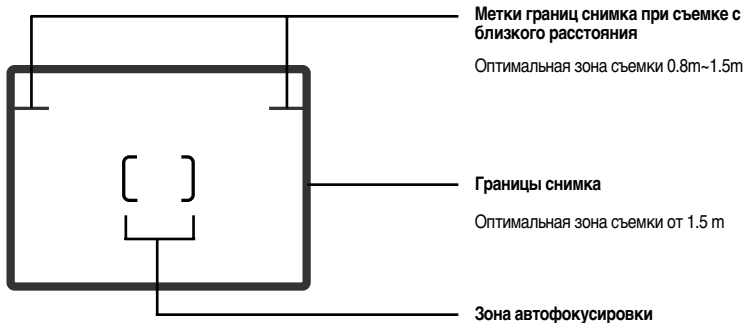 Метки границ снимка при съемке с
близкого расстояния
Оптимальная зона съемки 0.8m~1.5m
Границы снимка
Оптимальная зона съемки от 1.5 m
Зона автофокусировки